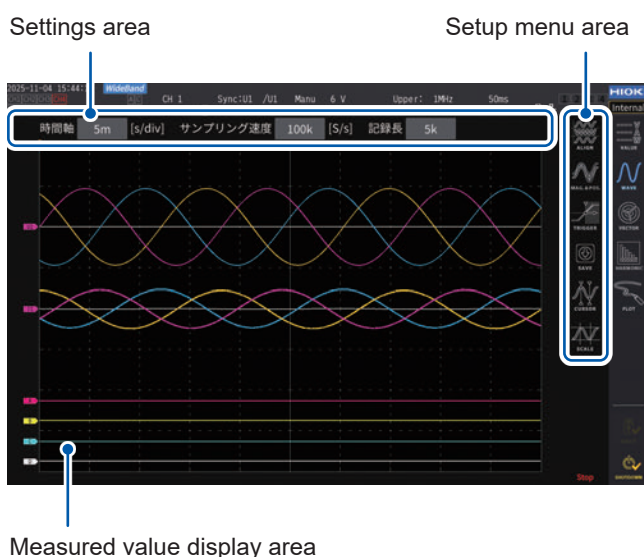 Settings area
Setup menu area
2025-11-04 15:44:
WideBand
CH 1 Sync:U1 /U1 Manu 6 V Upper: 1MHz 50ms
HIOK
Internal
時間軸 5m [s/div] サンプリング速度 100k [S/s] 記録長 5k
ALIGN
VALUE
WAVE
TRIGGER
VECTOR
SAVE
HARMONIC
CURSOR
PLOT
SCALE
Stop
SHUTDOWN
Measured value display area